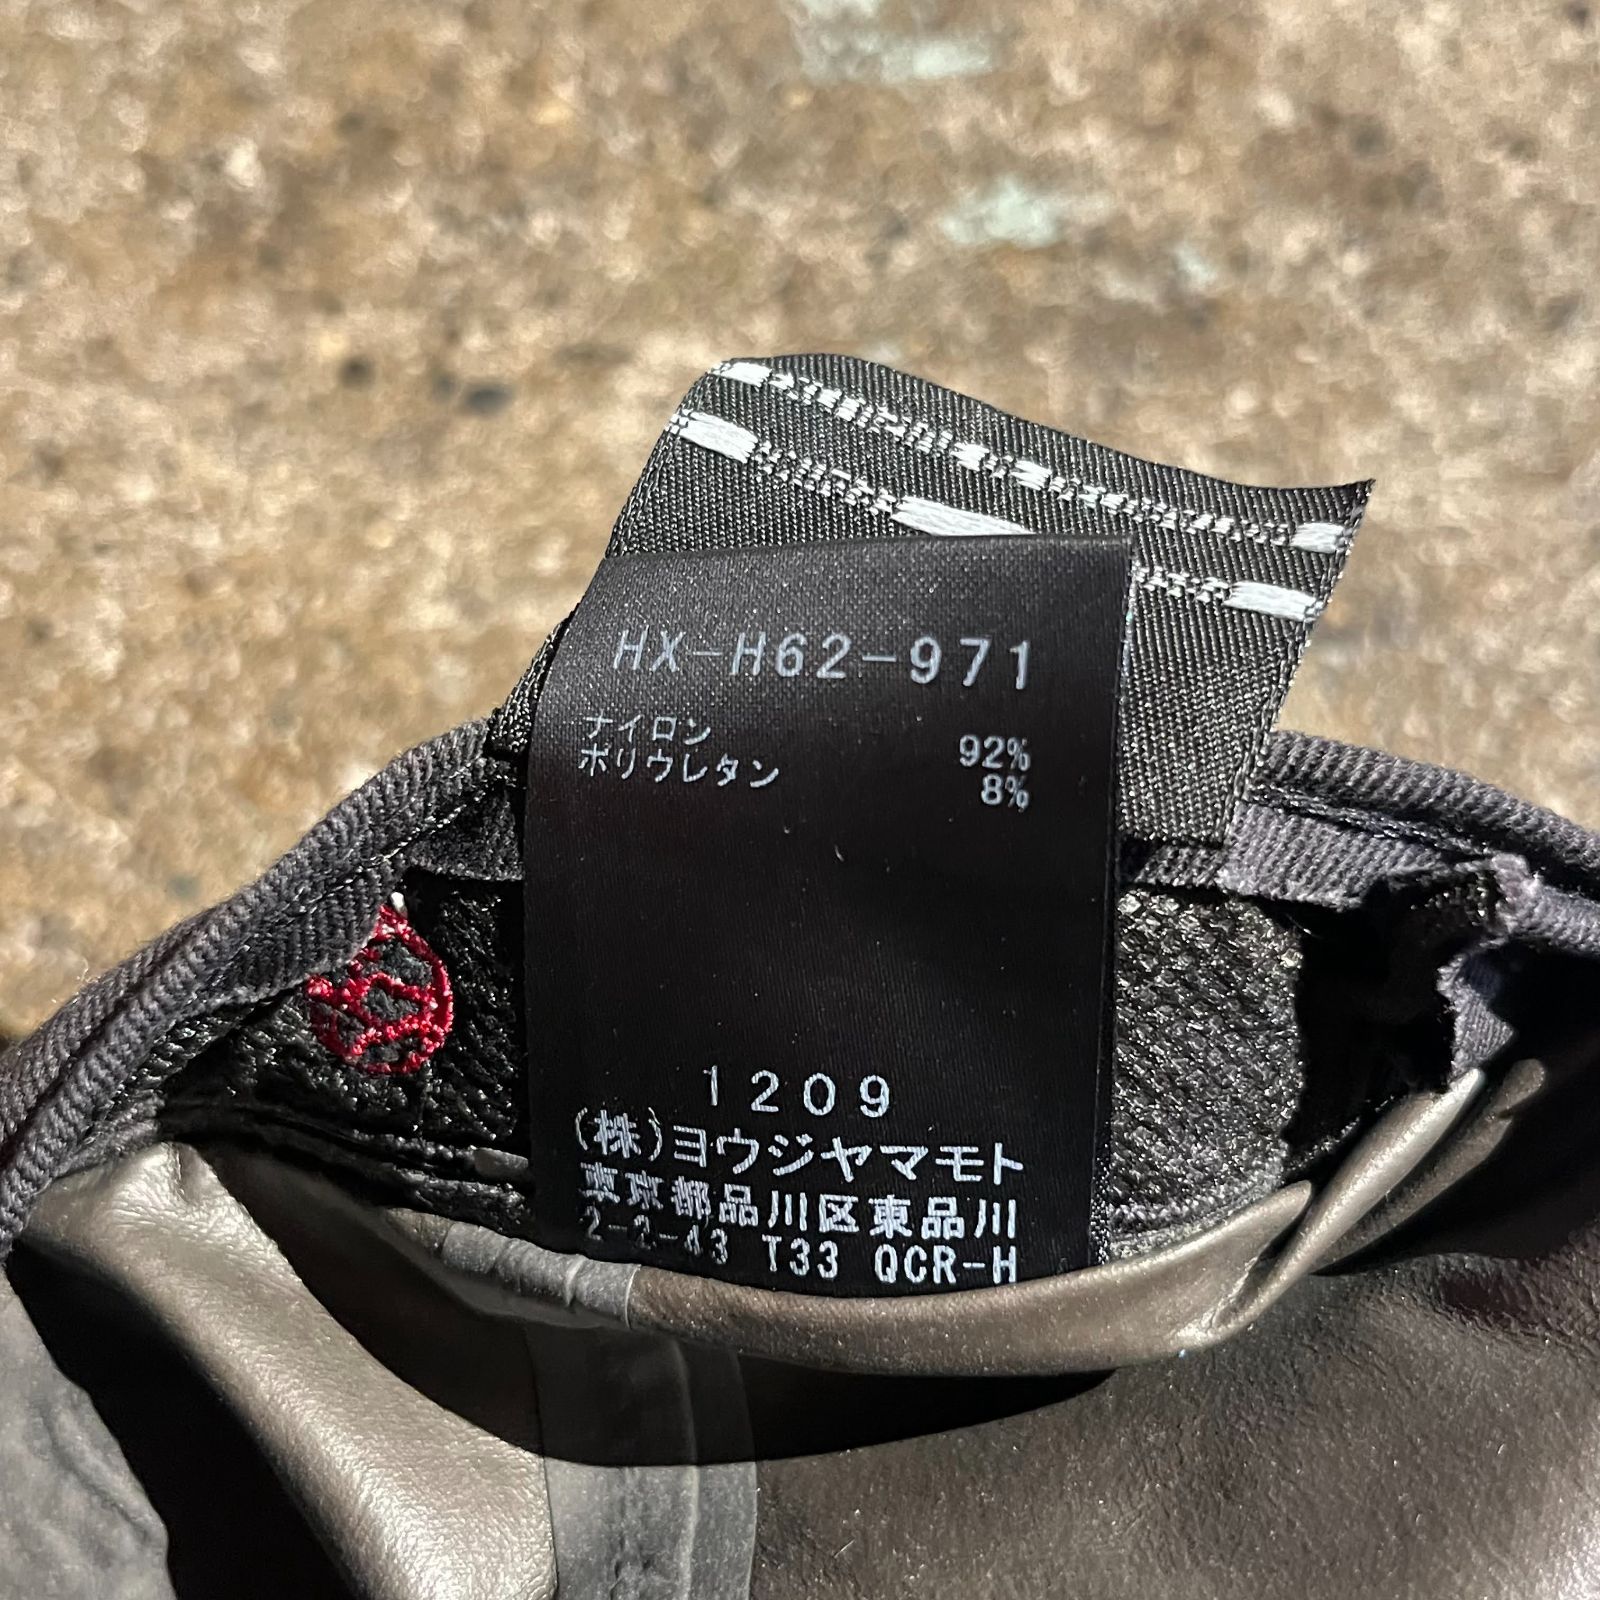 HX-H62-971
ナイロン 92%
ポリウレタン 8%
1209
(株)ヨウジヤマモト
東京都品川区東品川
2-2-43 T33 QCR-H